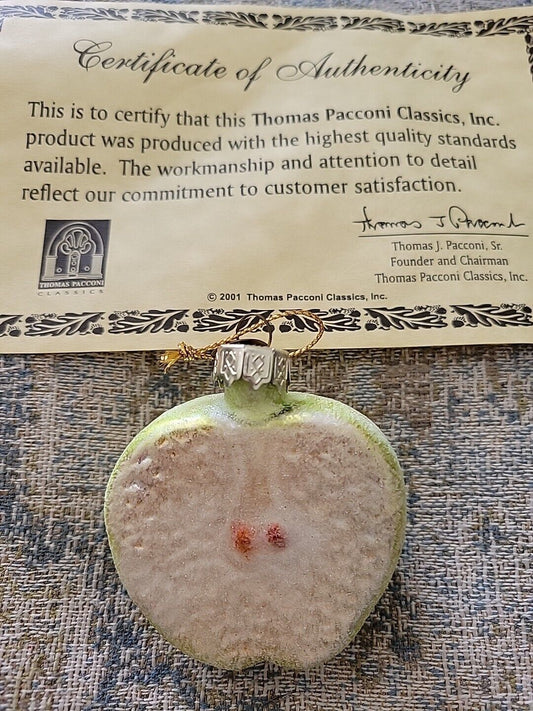 Certificate of Authenticity
This is to certify that this Thomas Pacconi Classics, Inc.
product was produced with the highest quality standards
available. The workmanship and attention to detail
reflect our commitment to customer satisfaction.
Thomas J Pacconi
Thomas J. Pacconi, Sr.
Founder and Chairman
Thomas Pacconi Classics, Inc.
THOMAS PACCONI
CLASSICS
© 2001 Thomas Pacconi Classics, Inc.